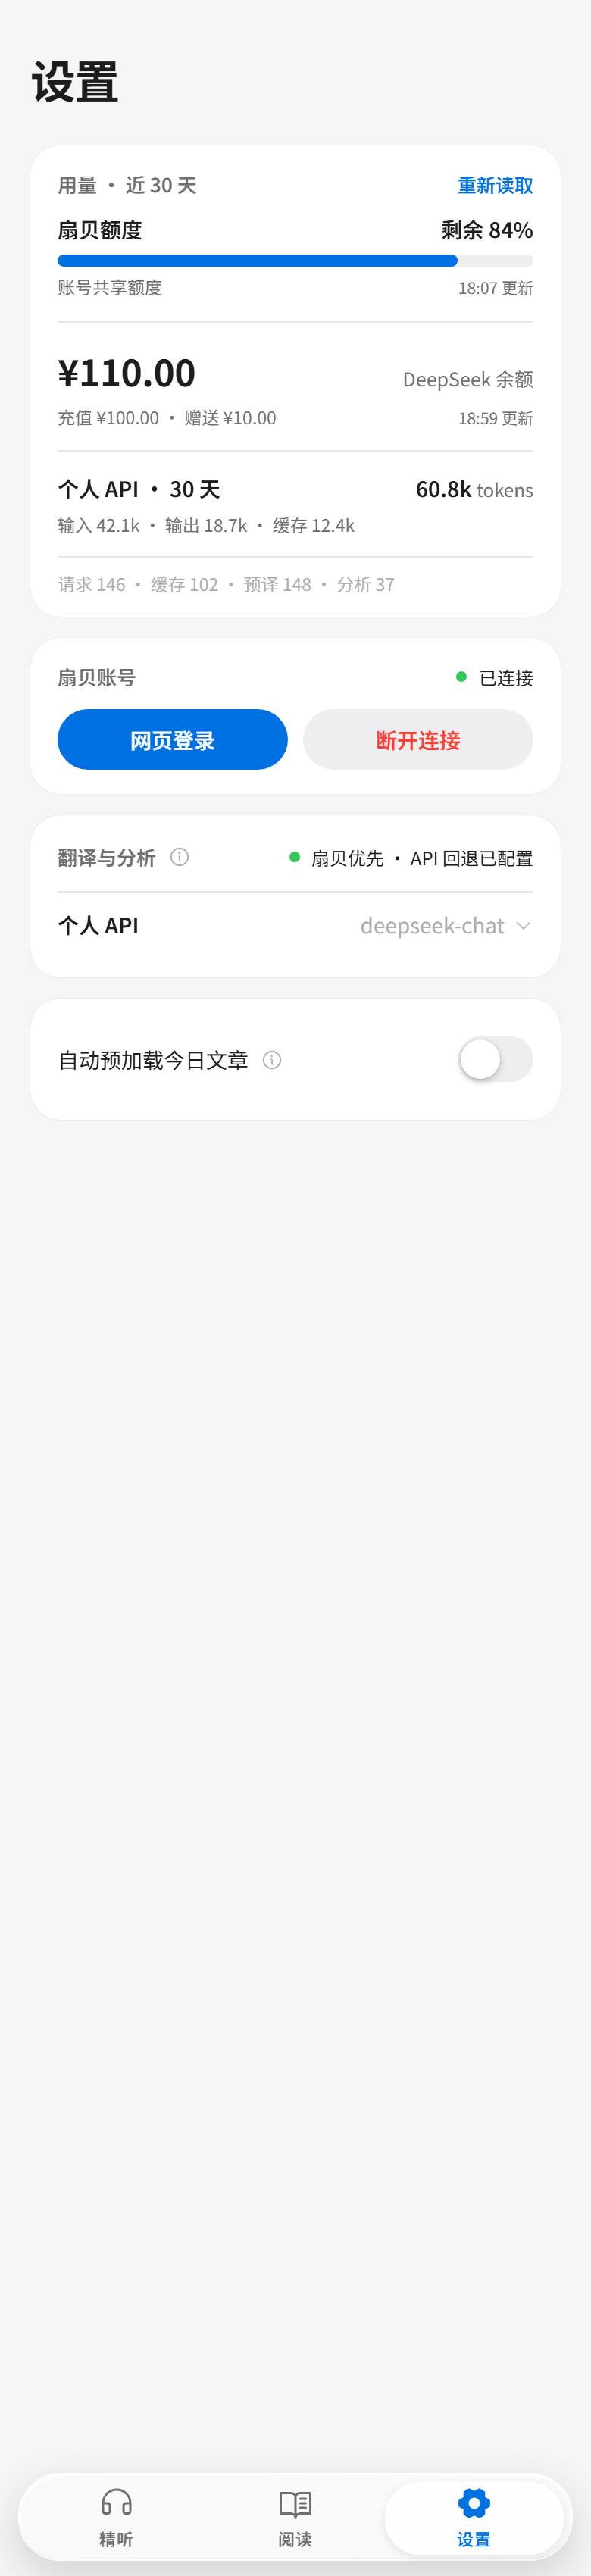 设置
用量 · 近 30 天 重新读取
扇贝额度 剩余 84%
账号共享额度 18:07 更新
¥110.00 DeepSeek 余额
充值 ¥100.00 · 赠送 ¥10.00 18:59 更新
个人 API · 30 天 60.8k tokens
输入 42.1k · 输出 18.7k · 缓存 12.4k
请求 146 · 缓存 102 · 预译 148 · 分析 37
扇贝账号 已连接
网页登录 断开连接
翻译与分析 扇贝优先 · API 回退已配置
个人 API deepseek-chat
自动预加载今日文章
精听 阅读 设置